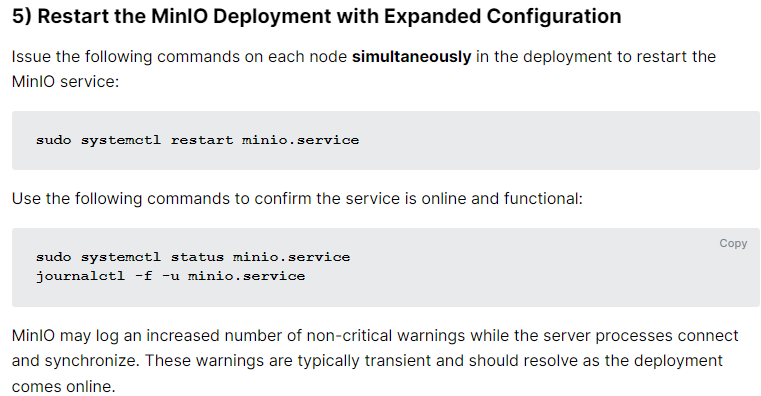 5) Restart the MinIO Deployment with Expanded Configuration
Issue the following commands on each node simultaneously in the deployment to restart the
MinIO service:
sudo systemctl restart minio.service
Use the following commands to confirm the service is online and functional:
Copy
sudo systemctl status minio.service
journalctl -f -u minio.service
MinIO may log an increased number of non-critical warnings while the server processes connect
and synchronize. These warnings are typically transient and should resolve as the deployment
comes online.